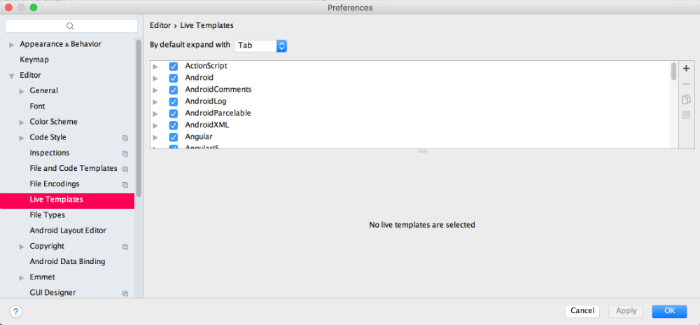 Preferences
Appearance & Behavior
Keymap
Editor
General
Font
Color Scheme
Code Style
Inspections
File and Code Templates
File Encodings
Live Templates
File Types
Android Layout Editor
Copyright
Android Data Binding
Emmet
GUI Designer
Editor › Live Templates
By default expand with Tab
ActionScript
Android
AndroidComments
AndroidLog
AndroidParcelable
AndroidXML
Angular
AngularJS
No live templates are selected
?
Cancel
Apply
OK